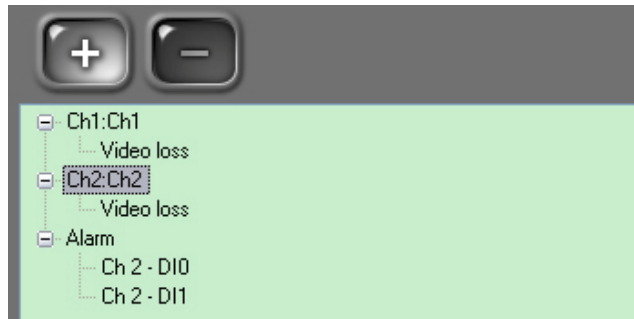 Ch1:Ch1
Video loss
Ch2:Ch2
Video loss
Alarm
Ch 2 - DI0
Ch 2 - DI1